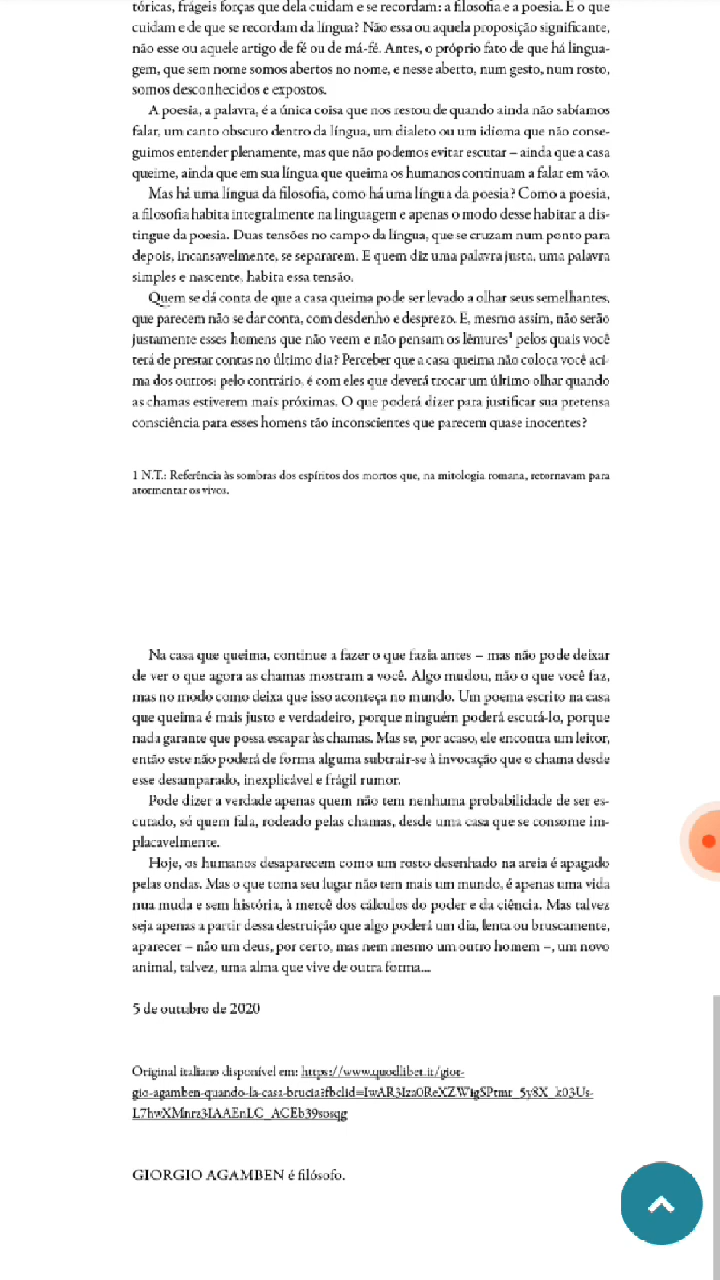 tóricas, frágeis forças que dela cuidam e se recordam: a filosofia e a poesia. E o que
cuidam e de que se recordam da língua? Não essa ou aquela proposição significante,
não esse ou aquele artigo de fé ou de má-fé. Antes, o próprio fato de que há lingua-
gem, que sem nome somos abertos no nome, e nesse aberto, num gesto, num rosto,
somos desconhecidos e expostos.
A poesia, a palavra, é a única coisa que nos restou de quando ainda não sabíamos
falar, um canto obscuro dentro da língua, um dialeto ou um idioma que não conse-
guimos entender plenamente, mas que não podemos evitar escutar – ainda que a casa
queime, ainda que em sua língua que queima os humanos continuam a falar em vão.
Mas há uma língua da filosofia, como há uma língua da poesia? Como a poesia,
a filosofia habita integralmente na linguagem e apenas o modo desse habitar a dis-
tingue da poesia. Duas tensões no campo da língua, que se cruzam num ponto para
depois, incansavelmente, se separarem. E quem diz uma palavra justa, uma palavra
simples e nascente, habita essa tensão.
Quem se dá conta de que a casa queima pode ser levado a olhar seus semelhantes,
que parecem não se dar conta, com desdenho e desprezo. E, mesmo assim, não serão
justamente esses homens que não veem e não pensam os lêmures¹ pelos quais você
terá de prestar contas no último dia? Perceber que a casa queima não coloca você aci-
ma dos outros: pelo contrário, é com eles que deverá trocar um último olhar quando
as chamas estiverem mais próximas. O que poderá dizer para justificar sua pretensa
consciência para esses homens tão inconscientes que parecem quase inocentes?
1 N.T.: Referência às sombras dos espíritos dos mortos que, na mitologia romana, retornavam para
atormentar os vivos.
Na casa que queima, continue a fazer o que fazia antes – mas não pode deixar
de ver o que agora as chamas mostram a você. Algo mudou, não o que você faz,
mas no modo como deixa que isso aconteça no mundo. Um poema escrito na casa
que queima é mais justo e verdadeiro, porque ninguém poderá escutá-lo, porque
nada garante que possa escapar às chamas. Mas se, por acaso, ele encontra um leitor,
então este não poderá de forma alguma subtrair-se à invocação que o chama desde
esse desamparado, inexplicável e frágil rumor.
Pode dizer a verdade apenas quem não tem nenhuma probabilidade de ser es-
cutado, só quem fala, rodeado pelas chamas, desde uma casa que se consome im-
placavelmente.
Hoje, os humanos desaparecem como um rosto desenhado na areia é apagado
pelas ondas. Mas o que toma seu lugar não tem mais um mundo, é apenas uma vida
nua muda e sem história, à mercê dos cálculos do poder e da ciência. Mas talvez
seja apenas a partir dessa destruição que algo poderá um dia, lenta ou bruscamente,
aparecer – não um deus, por certo, mas nem mesmo um outro homem –, um novo
animal, talvez, uma alma que vive de outra forma...
5 de outubro de 2020
Original italiano disponível em: https://www.quodlibet.it/gior-
gio-agamben-quando-la-casa-brucia?fbclid=IwAR3Iza0ReXZWigSPtmt_5y8X_k03Us-
L7hwXMnrz3IAAEnLC_ACEb39sosqg
GIORGIO AGAMBEN é filósofo.